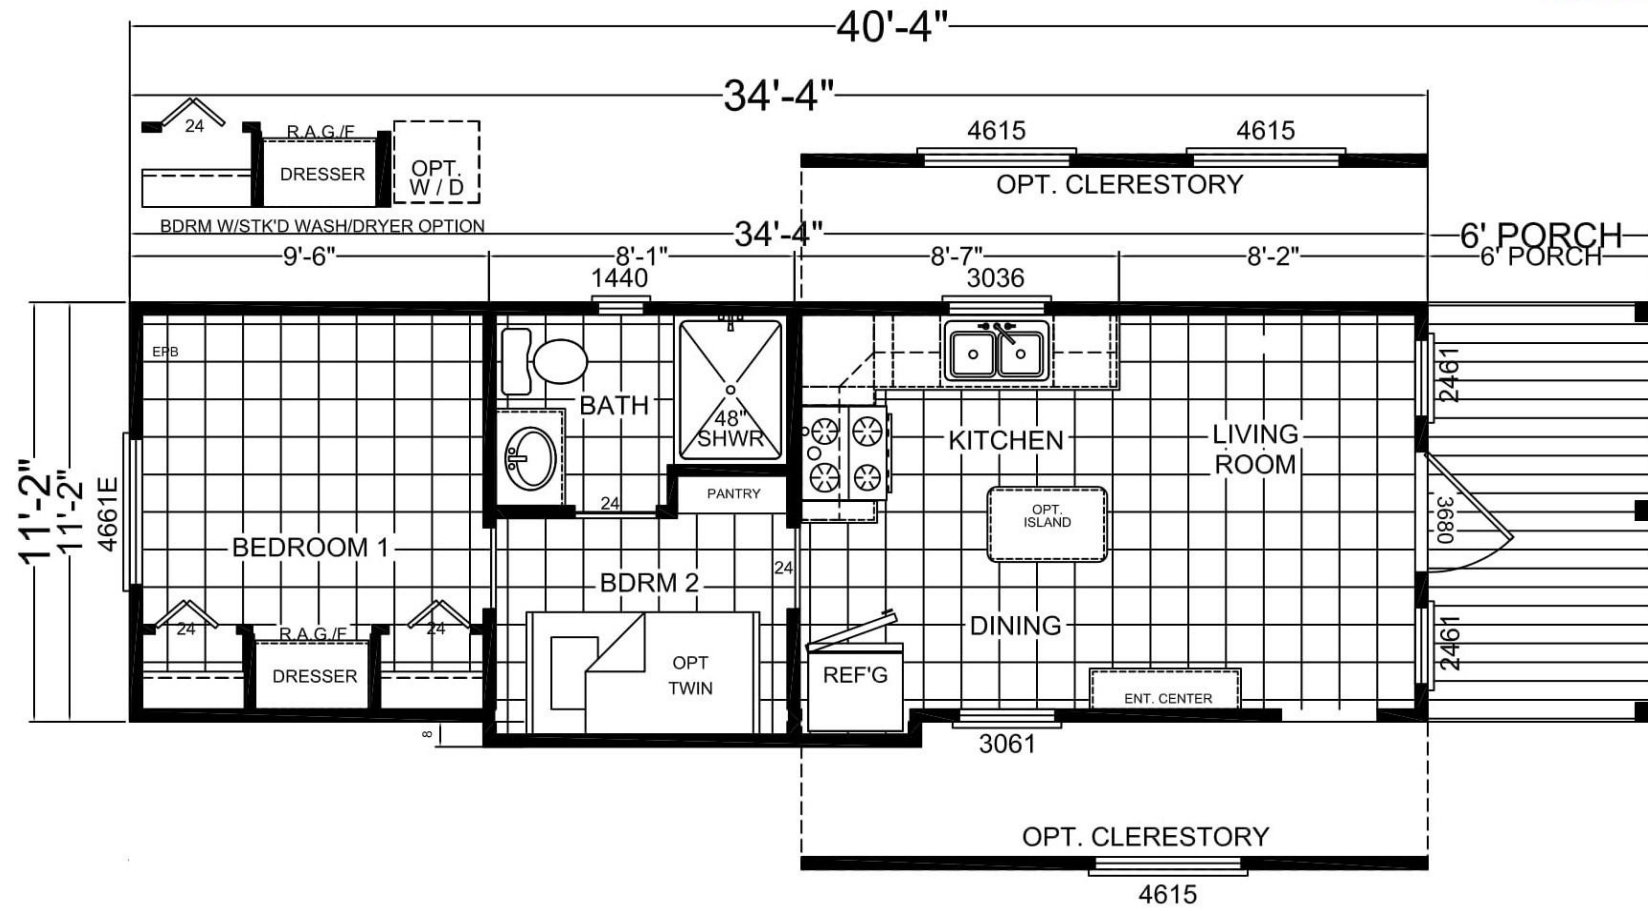 40'-4"
34'-4"
24
R.A.G./F
DRESSER
OPT.
W / D
BDRM W/STK'D WASH/DRYER OPTION
4615
4615
OPT. CLERESTORY
34'-4"
6' PORCH
9'-6"
8'-1"
8'-7"
8'-2"
6' PORCH
1440
3036
EPB
BATH
48"
SHWR
KITCHEN
LIVING
ROOM
2461
11'-2"
11'-2"
4661E
PANTRY
24
OPT.
ISLAND
3680
BEDROOM 1
BDRM 2
24
DINING
24
R.A.G./F
24
DRESSER
OPT
TWIN
REF'G
ENT. CENTER
2461
8
3061
OPT. CLERESTORY
4615